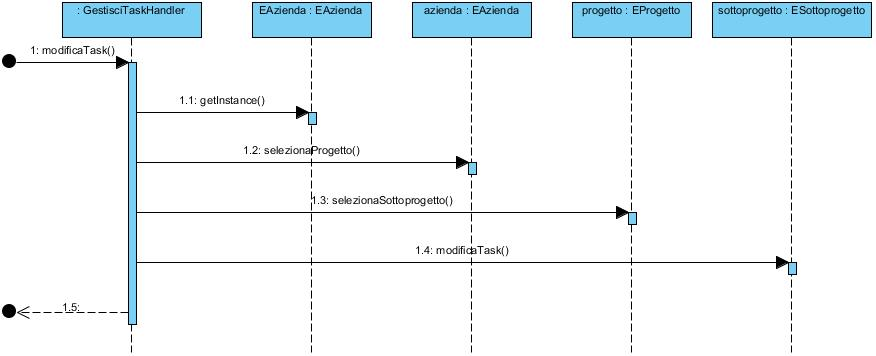 : GestisciTaskHandler
EAzienda : EAzienda
azienda : EAzienda
progetto : EProgetto
sottoprogetto : ESottoprogetto
1: modificaTask()
1.1: getInstance()
1.2: selezionaProgetto()
1.3: selezionaSottoprogetto()
1.4: modificaTask()
1.5: